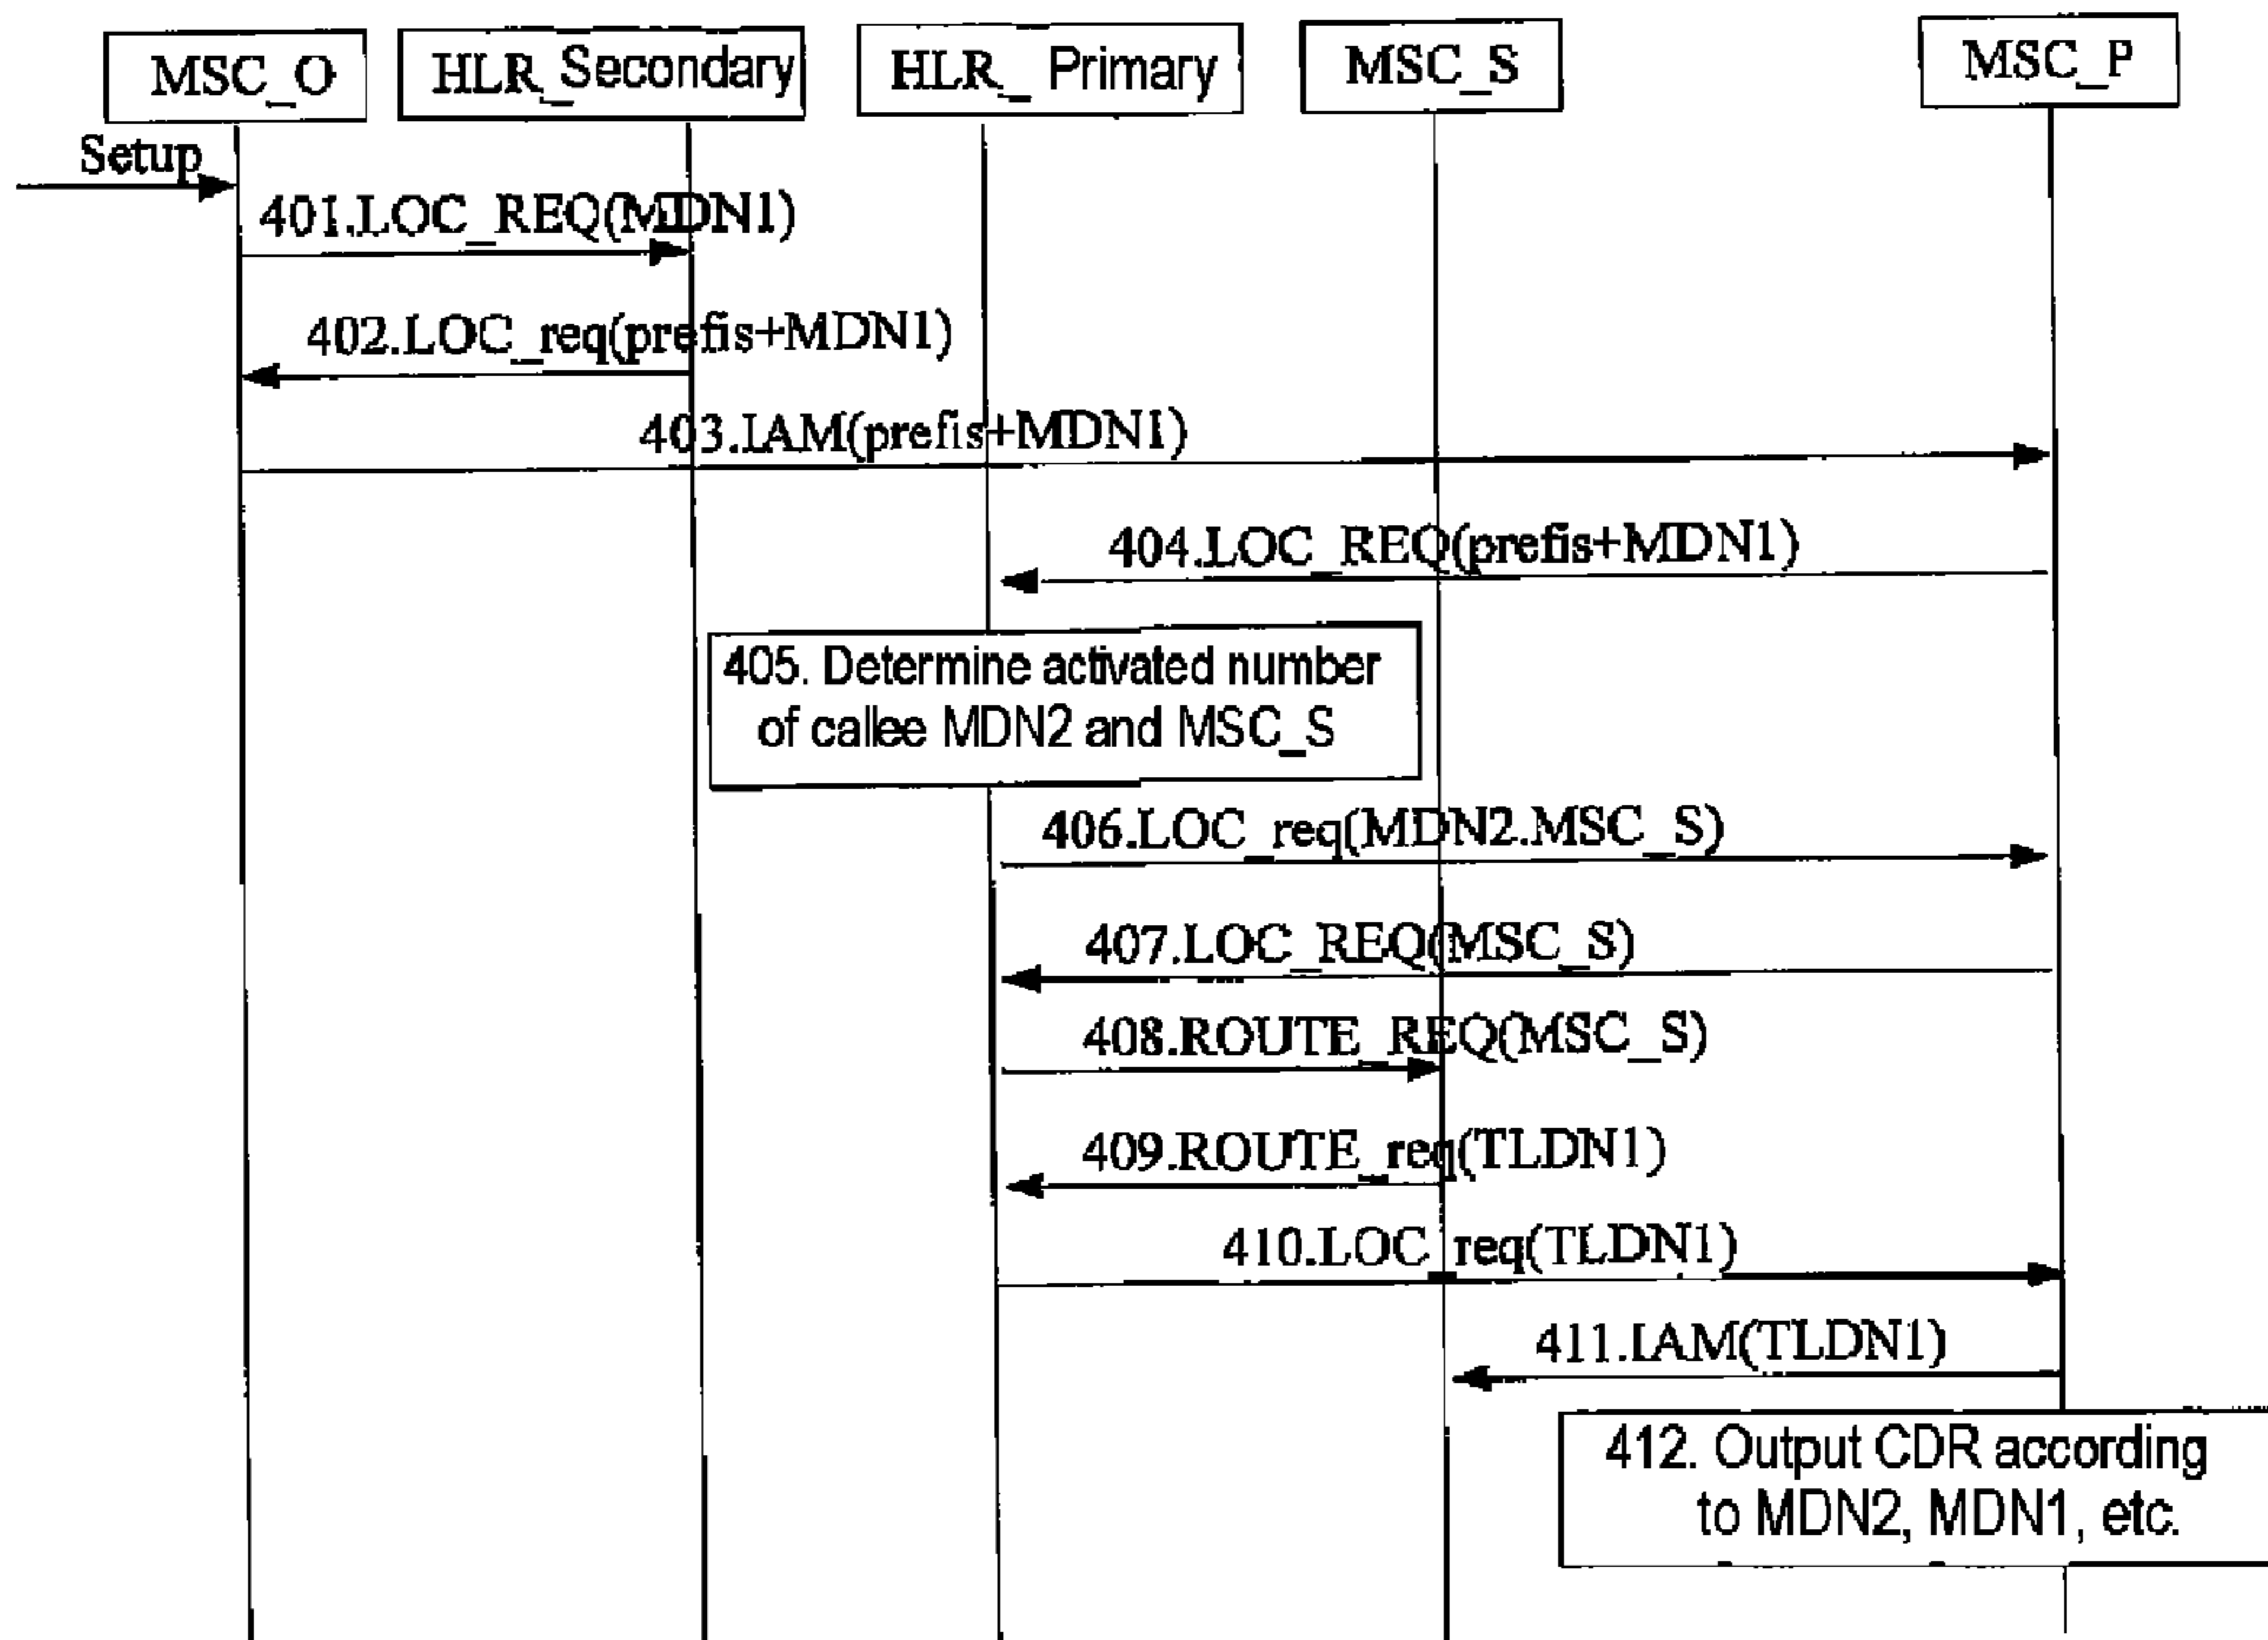 MSC_O
HLR_Secondary
HLR_ Primary
MSC_S
MSC_P
Setup
401.LOC_REQ(MDN1)
402.LOC_req(prefis+MDN1)
403.IAM(prefis+MDN1)
404.LOC_REQ(prefis+MDN1)
405. Determine activated number
of callee MDN2 and MSC_S
406.LOC_req(MDN2.MSC_S)
407.LOC_REQ(MSC_S)
408.ROUTE_REQ(MSC_S)
409.ROUTE_req(TLDN1)
410.LOC_req(TLDN1)
411.IAM(TLDN1)
412. Output CDR according
to MDN2, MDN1, etc.